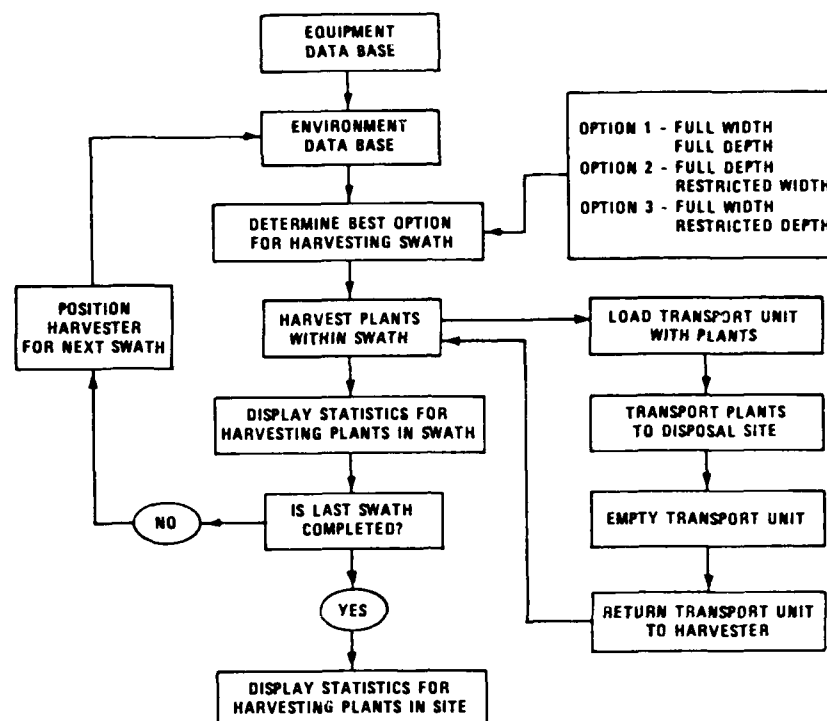 EQUIPMENT
DATA BASE
ENVIRONMENT
DATA BASE
OPTION 1 - FULL WIDTH
FULL DEPTH
OPTION 2 - FULL DEPTH
RESTRICTED WIDTH
OPTION 3 - FULL WIDTH
RESTRICTED DEPTH
DETERMINE BEST OPTION
FOR HARVESTING SWATH
POSITION
HARVESTER
FOR NEXT SWATH
HARVEST PLANTS
WITHIN SWATH
LOAD TRANSPORT UNIT
WITH PLANTS
DISPLAY STATISTICS FOR
HARVESTING PLANTS IN SWATH
TRANSPORT PLANTS
TO DISPOSAL SITE
NO
IS LAST SWATH
COMPLETED?
EMPTY TRANSPORT UNIT
YES
RETURN TRANSPORT UNIT
TO HARVESTER
DISPLAY STATISTICS FOR
HARVESTING PLANTS IN SITE